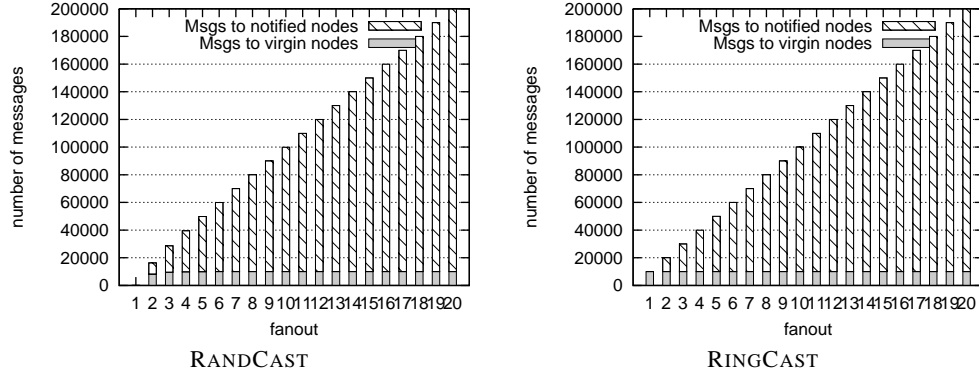 200000
180000
160000
140000
120000
100000
80000
60000
40000
20000
0
number of messages
Msgs to notified nodes
Msgs to virgin nodes
1 2 3 4 5 6 7 8 9 10 11 12 13 14 15 16 17 18 19 20
fanout
RANDCAST
200000
180000
160000
140000
120000
100000
80000
60000
40000
20000
0
number of messages
Msgs to notified nodes
Msgs to virgin nodes
1 2 3 4 5 6 7 8 9 10 11 12 13 14 15 16 17 18 19 20
fanout
RINGCAST